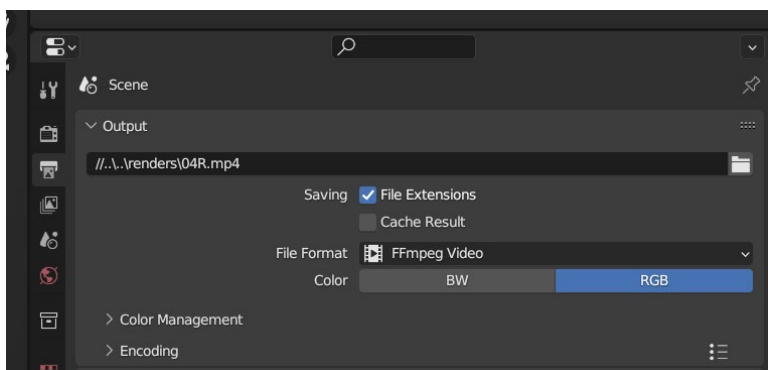 Scene
Output
//..\..\renders\04R.mp4
Saving File Extensions
Cache Result
File Format FFmpeg Video
Color BW RGB
Color Management
Encoding